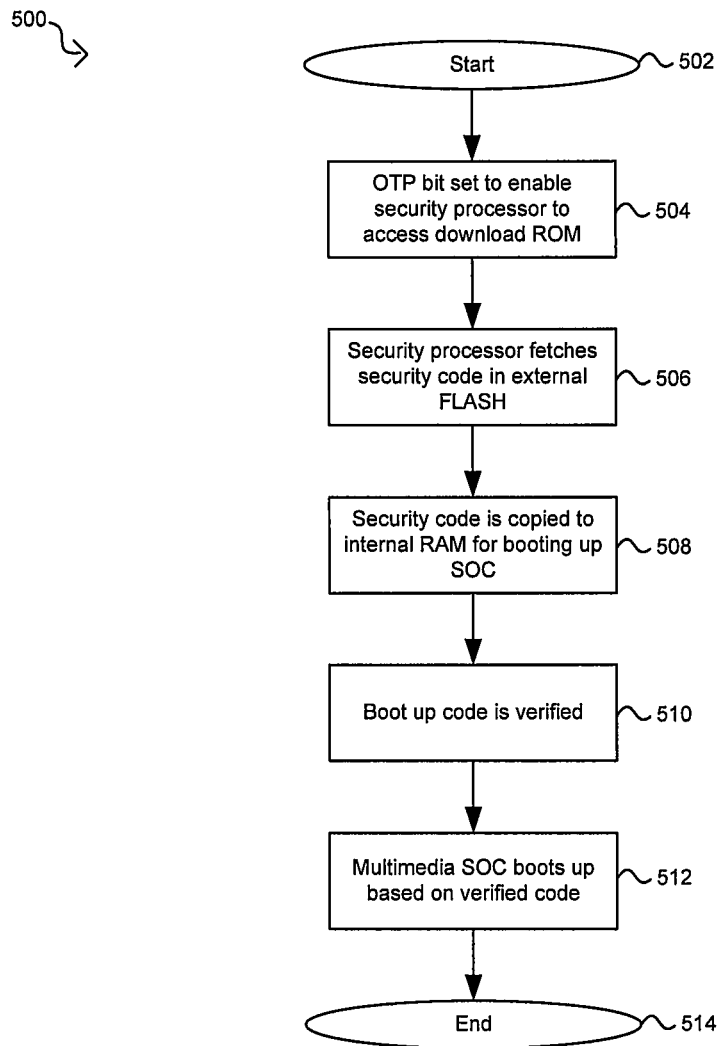 500
Start
502
OTP bit set to enable
security processor to
access download ROM
504
Security processor fetches
security code in external
FLASH
506
Security code is copied to
internal RAM for booting up
SOC
508
Boot up code is verified
510
Multimedia SOC boots up
based on verified code
512
End
514